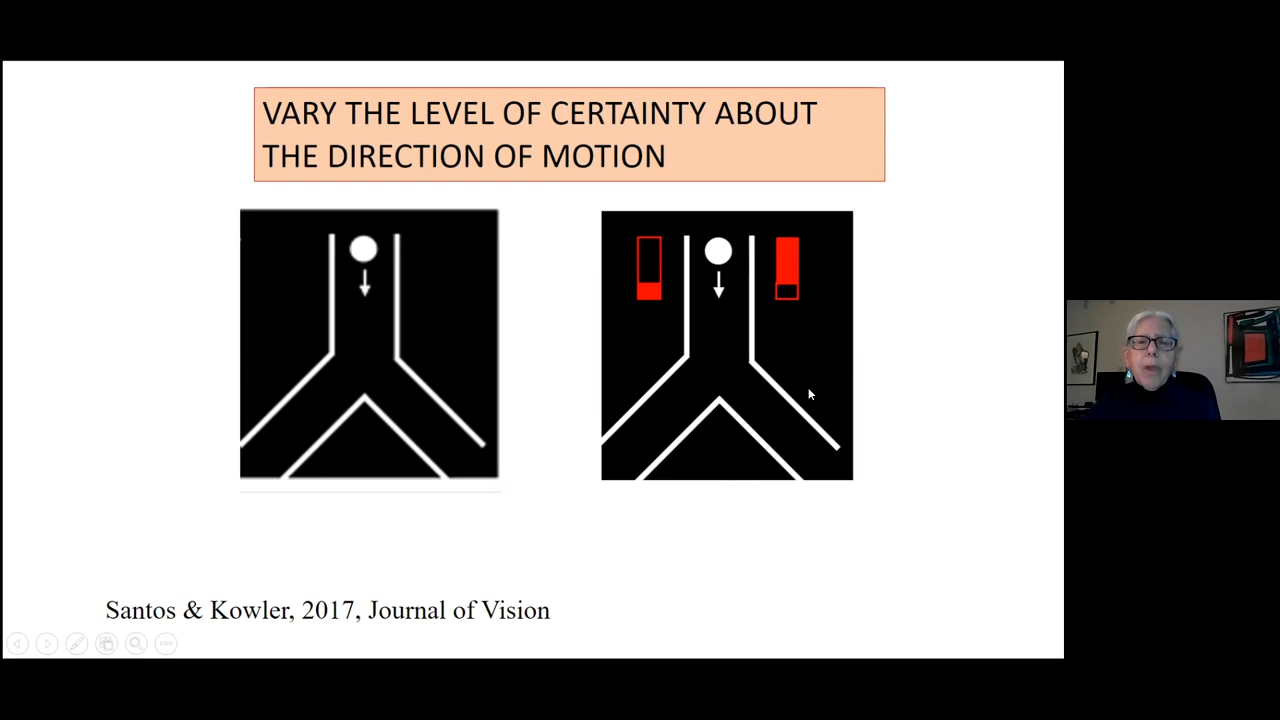 VARY THE LEVEL OF CERTAINTY ABOUT
THE DIRECTION OF MOTION
Santos & Kowler, 2017, Journal of Vision